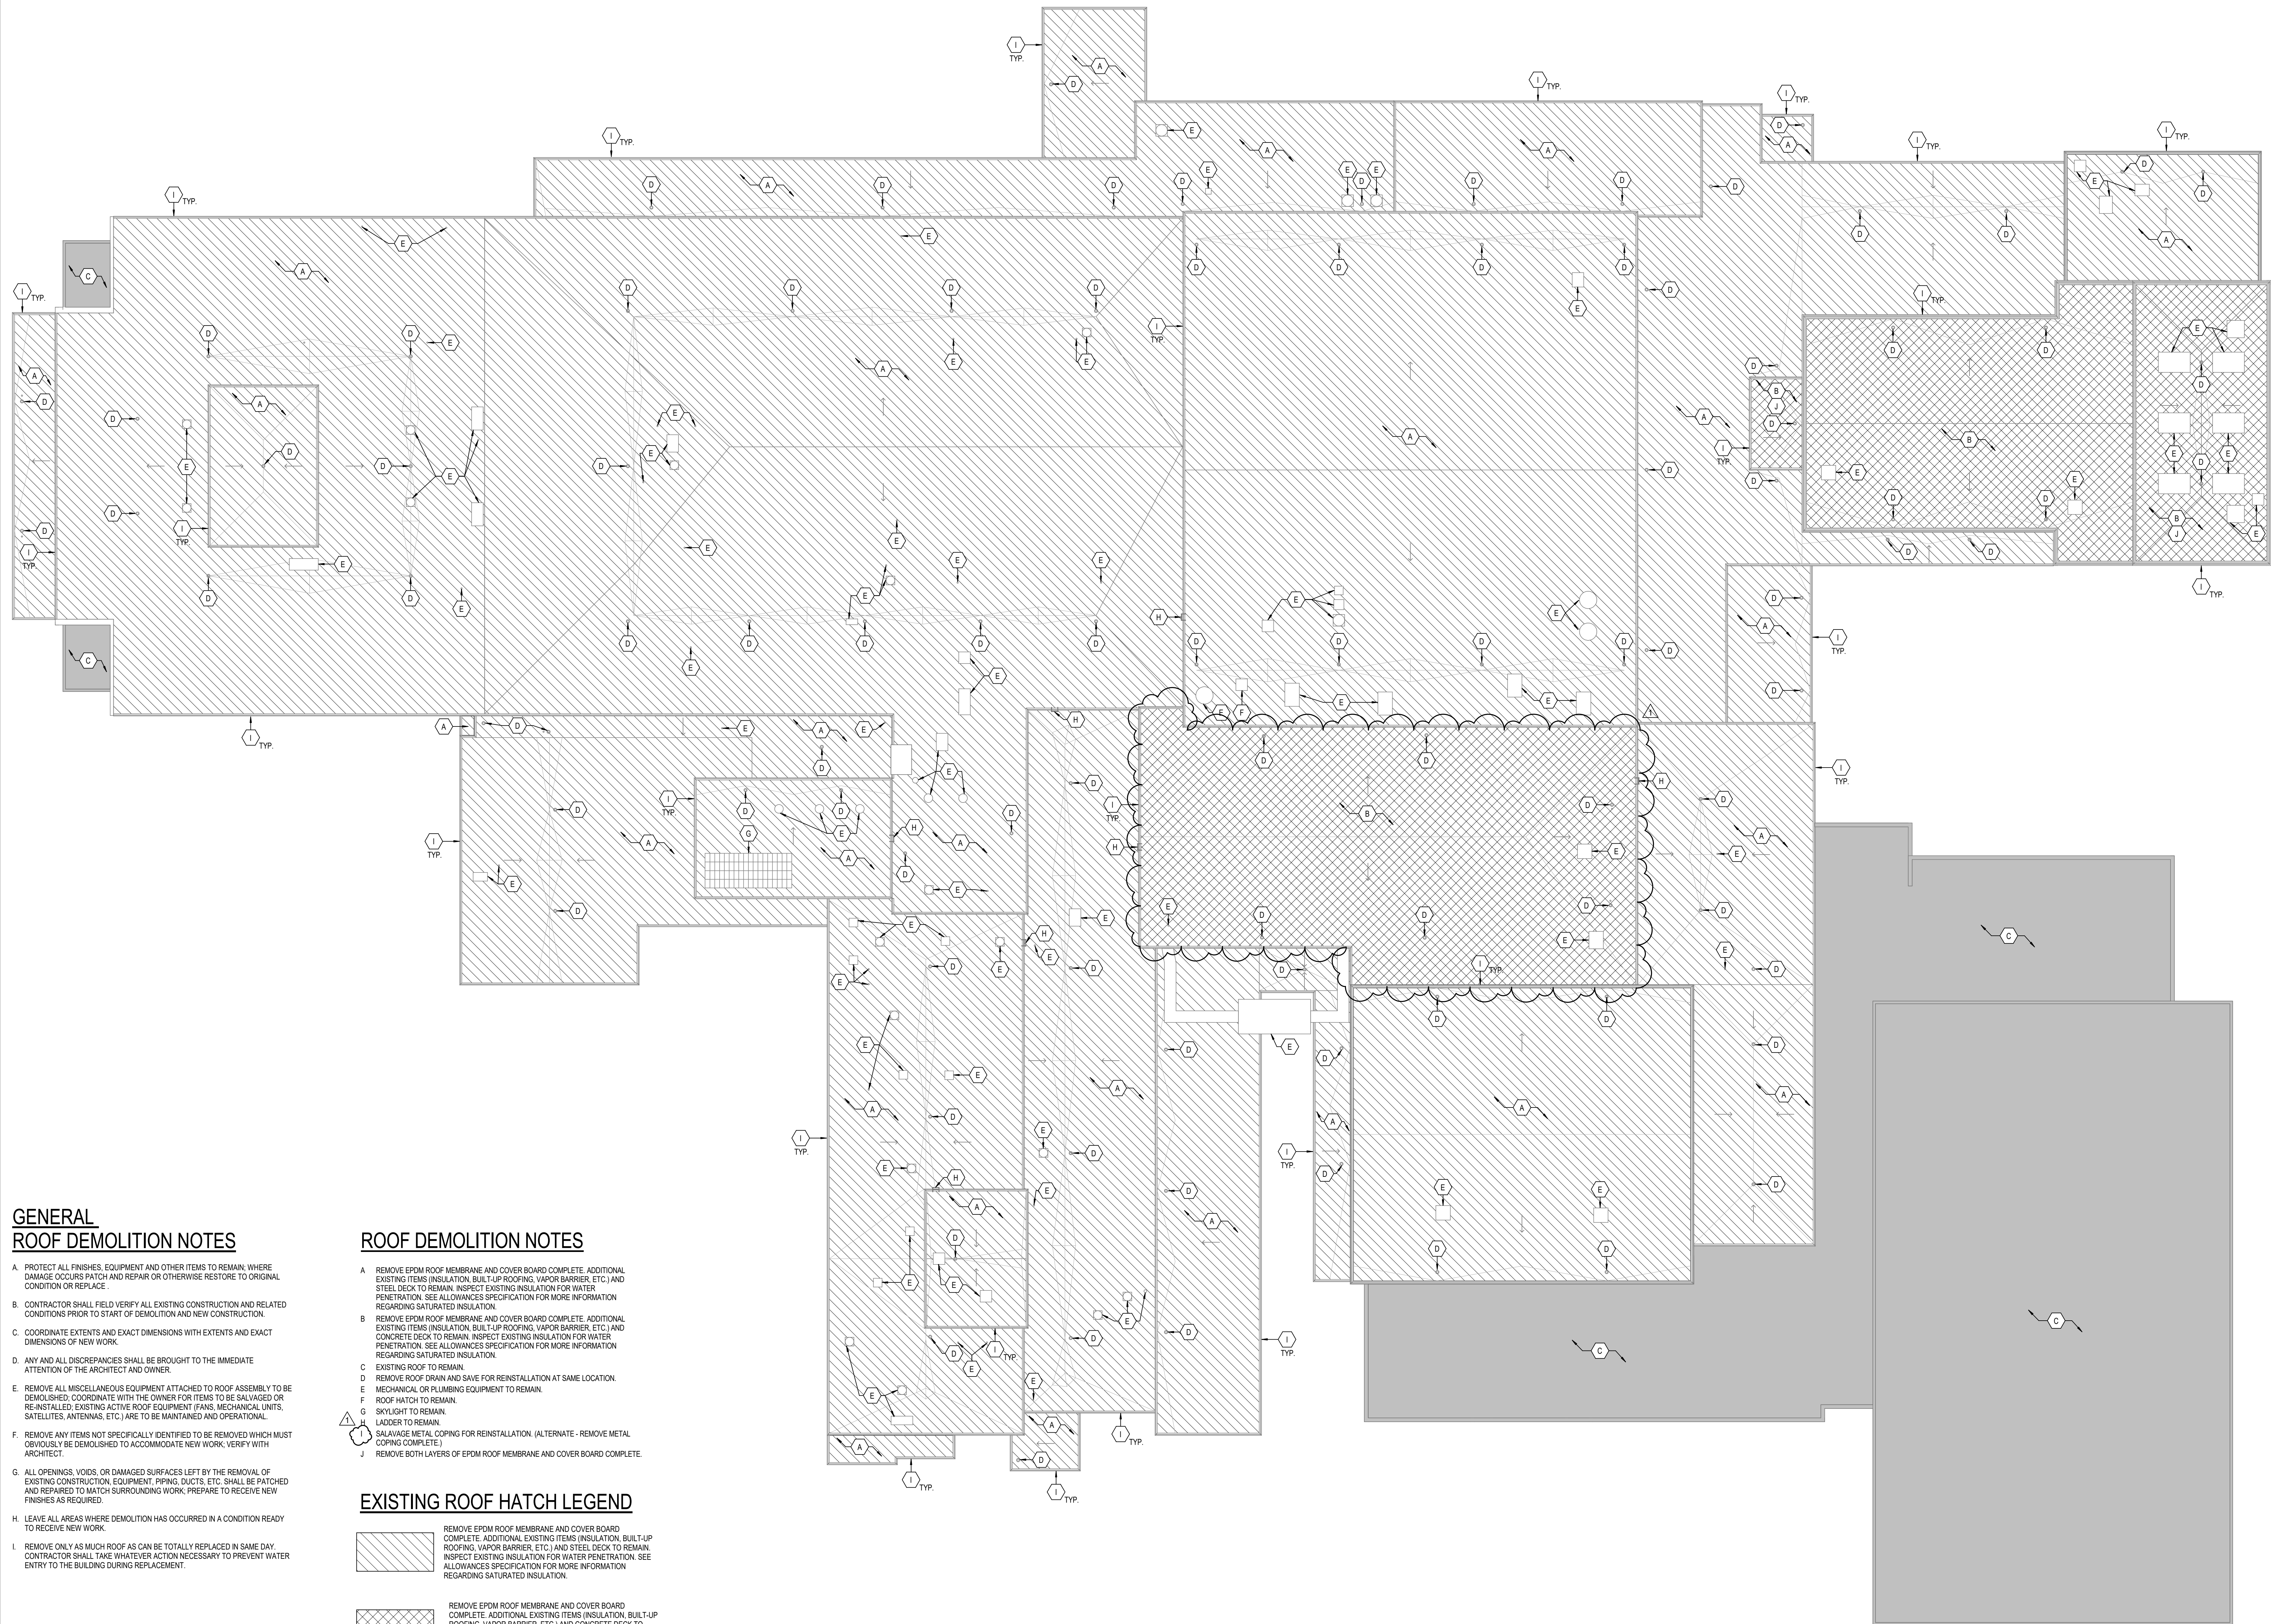 GENERAL
ROOF DEMOLITION NOTES
A. PROTECT ALL FINISHES, EQUIPMENT AND OTHER ITEMS TO REMAIN; WHERE
DAMAGE OCCURS PATCH AND REPAIR OR OTHERWISE RESTORE TO ORIGINAL
CONDITION OR REPLACE .
B. CONTRACTOR SHALL FIELD VERIFY ALL EXISTING CONSTRUCTION AND RELATED
CONDITIONS PRIOR TO START OF DEMOLITION AND NEW CONSTRUCTION.
C. COORDINATE EXTENTS AND EXACT DIMENSIONS WITH EXTENTS AND EXACT
DIMENSIONS OF NEW WORK.
D. ANY AND ALL DISCREPANCIES SHALL BE BROUGHT TO THE IMMEDIATE
ATTENTION OF THE ARCHITECT AND OWNER.
E. REMOVE ALL MISCELLANEOUS EQUIPMENT ATTACHED TO ROOF ASSEMBLY TO BE
DEMOLISHED; COORDINATE WITH THE OWNER FOR ITEMS TO BE SALVAGED OR
RE-INSTALLED; EXISTING ACTIVE ROOF EQUIPMENT (FANS, MECHANICAL UNITS,
SATELLITES, ANTENNAS, ETC.) ARE TO BE MAINTAINED AND OPERATIONAL.
F. REMOVE ANY ITEMS NOT SPECIFICALLY IDENTIFIED TO BE REMOVED WHICH MUST
OBVIOUSLY BE DEMOLISHED TO ACCOMMODATE NEW WORK; VERIFY WITH
ARCHITECT.
G. ALL OPENINGS, VOIDS, OR DAMAGED SURFACES LEFT BY THE REMOVAL OF
EXISTING CONSTRUCTION, EQUIPMENT, PIPING, DUCTS, ETC. SHALL BE PATCHED
AND REPAIRED TO MATCH SURROUNDING WORK; PREPARE TO RECEIVE NEW
FINISHES AS REQUIRED.
H. LEAVE ALL AREAS WHERE DEMOLITION HAS OCCURRED IN A CONDITION READY
TO RECEIVE NEW WORK.
I. REMOVE ONLY AS MUCH ROOF AS CAN BE TOTALLY REPLACED IN SAME DAY.
CONTRACTOR SHALL TAKE WHATEVER ACTION NECESSARY TO PREVENT WATER
ENTRY TO THE BUILDING DURING REPLACEMENT.
ROOF DEMOLITION NOTES
A REMOVE EPDM ROOF MEMBRANE AND COVER BOARD COMPLETE. ADDITIONAL
EXISTING ITEMS (INSULATION, BUILT-UP ROOFING, VAPOR BARRIER, ETC.) AND
STEEL DECK TO REMAIN. INSPECT EXISTING INSULATION FOR WATER
PENETRATION. SEE ALLOWANCES SPECIFICATION FOR MORE INFORMATION
REGARDING SATURATED INSULATION.
B REMOVE EPDM ROOF MEMBRANE AND COVER BOARD COMPLETE. ADDITIONAL
EXISTING ITEMS (INSULATION, BUILT-UP ROOFING, VAPOR BARRIER, ETC.) AND
CONCRETE DECK TO REMAIN. INSPECT EXISTING INSULATION FOR WATER
PENETRATION. SEE ALLOWANCES SPECIFICATION FOR MORE INFORMATION
REGARDING SATURATED INSULATION.
C EXISTING ROOF TO REMAIN.
D REMOVE ROOF DRAIN AND SAVE FOR REINSTALLATION AT SAME LOCATION.
E MECHANICAL OR PLUMBING EQUIPMENT TO REMAIN.
F ROOF HATCH TO REMAIN.
G SKYLIGHT TO REMAIN.
1 H LADDER TO REMAIN.
I SALAVAGE METAL COPING FOR REINSTALLATION. (ALTERNATE - REMOVE METAL
COPING COMPLETE.)
J REMOVE BOTH LAYERS OF EPDM ROOF MEMBRANE AND COVER BOARD COMPLETE.
EXISTING ROOF HATCH LEGEND
REMOVE EPDM ROOF MEMBRANE AND COVER BOARD
COMPLETE. ADDITIONAL EXISTING ITEMS (INSULATION, BUILT-UP
ROOFING, VAPOR BARRIER, ETC.) AND STEEL DECK TO REMAIN.
INSPECT EXISTING INSULATION FOR WATER PENETRATION. SEE
ALLOWANCES SPECIFICATION FOR MORE INFORMATION
REGARDING SATURATED INSULATION.
REMOVE EPDM ROOF MEMBRANE AND COVER BOARD
COMPLETE. ADDITIONAL EXISTING ITEMS (INSULATION, BUILT-UP
ROOFING, VAPOR BARRIER, ETC.) AND CONCRETE DECK TO